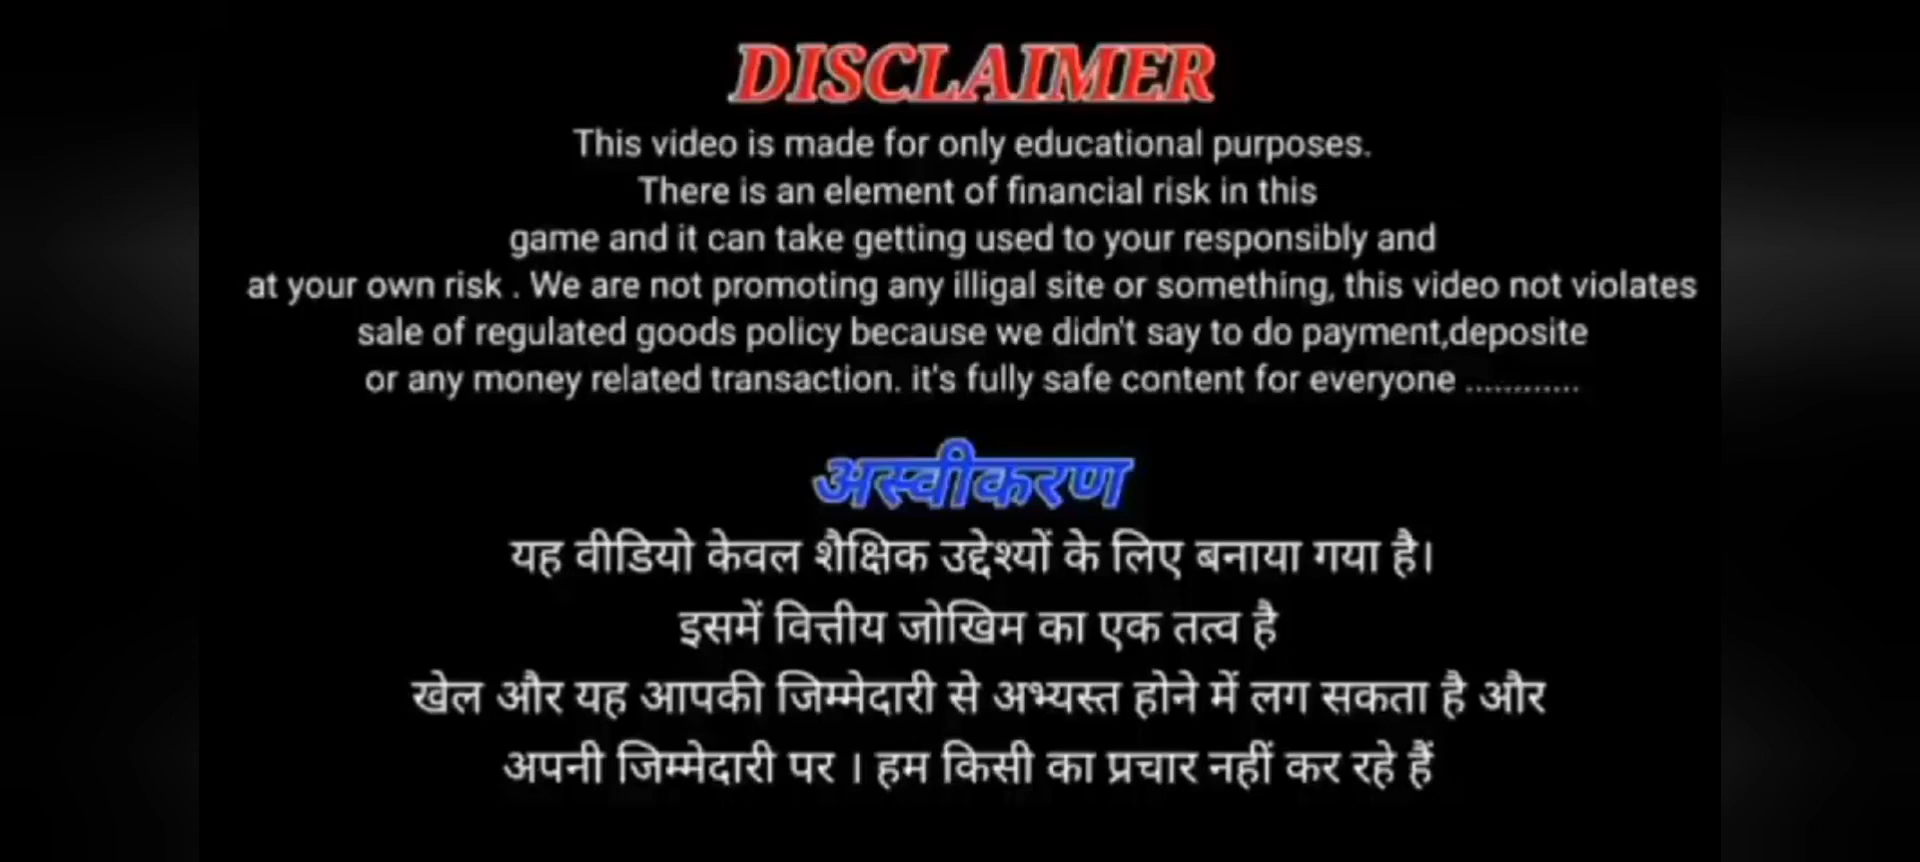 DISCLAIMER
This video is made for only educational purposes.
There is an element of financial risk in this
game and it can take getting used to your responsibly and
at your own risk . We are not promoting any illigal site or something, this video not violates
sale of regulated goods policy because we didn't say to do payment,deposite
or any money related transaction. it's fully safe content for everyone ............
अस्वीकरण
यह वीडियो केवल शैक्षिक उद्देश्यों के लिए बनाया गया है।
इसमें वित्तीय जोखिम का एक तत्व है
खेल और यह आपकी जिम्मेदारी से अभ्यस्त होने में लग सकता है और
अपनी जिम्मेदारी पर । हम किसी का प्रचार नहीं कर रहे हैं